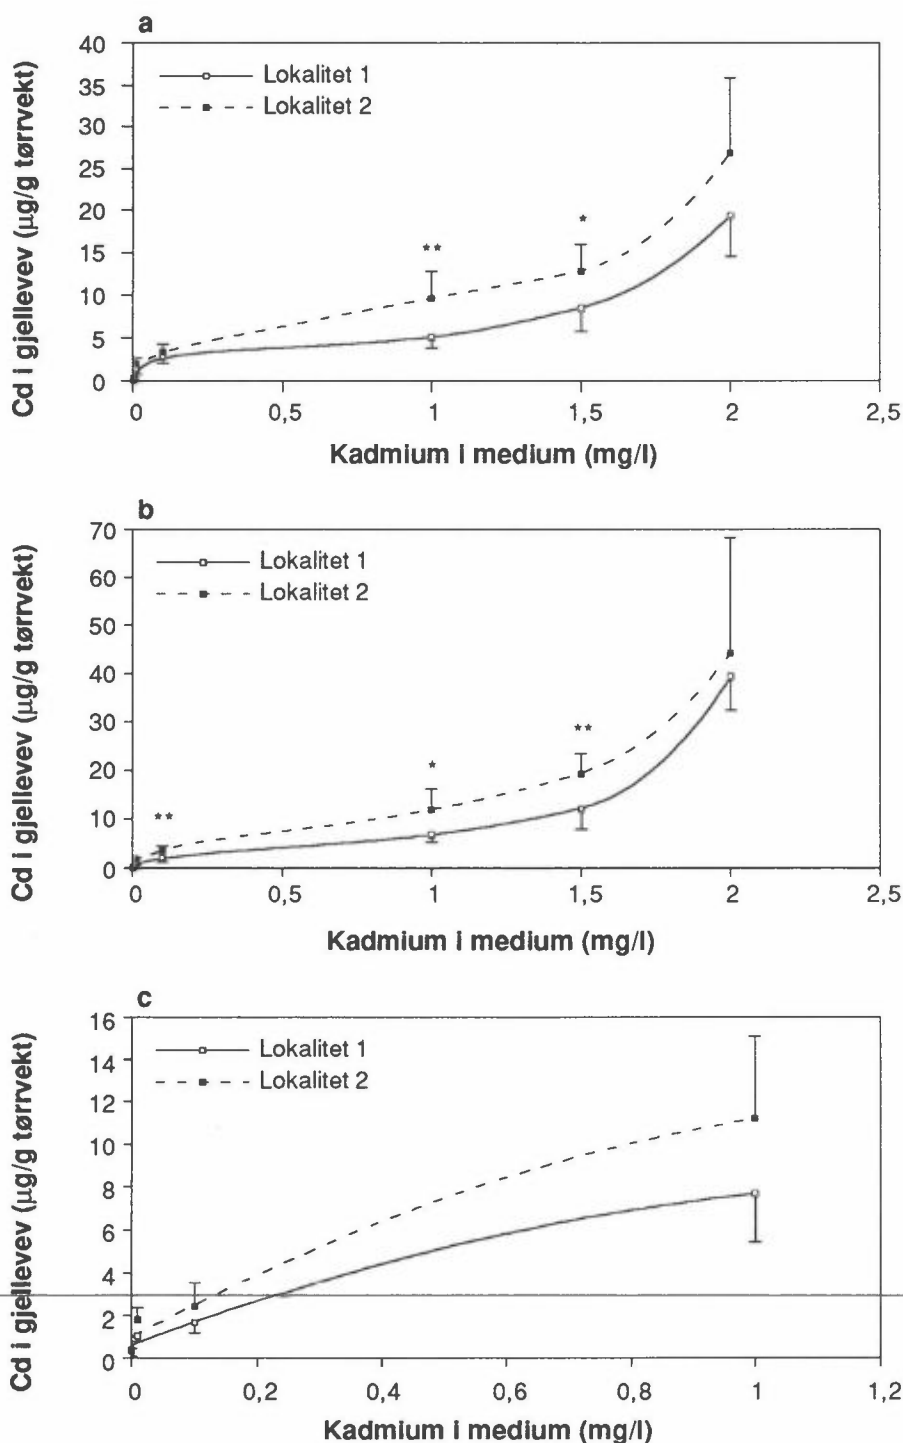 a
40
35
30
25
20
15
10
5
0
Lokalitet 1
Lokalitet 2
**
*
0 0,5 1 1,5 2 2,5
Cd i gjellevev (µg/g tørrvekt)
Kadmium i medium (mg/l)
b
70
60
50
40
30
20
10
0
Lokalitet 1
Lokalitet 2
**
*
**
0 0,5 1 1,5 2 2,5
Cd i gjellevev (µg/g tørrvekt)
Kadmium i medium (mg/l)
c
16
14
12
10
8
6
4
2
0
Lokalitet 1
Lokalitet 2
0 0,2 0,4 0,6 0,8 1 1,2
Cd i gjellevev (µg/g tørrvekt)
Kadmium i medium (mg/l)